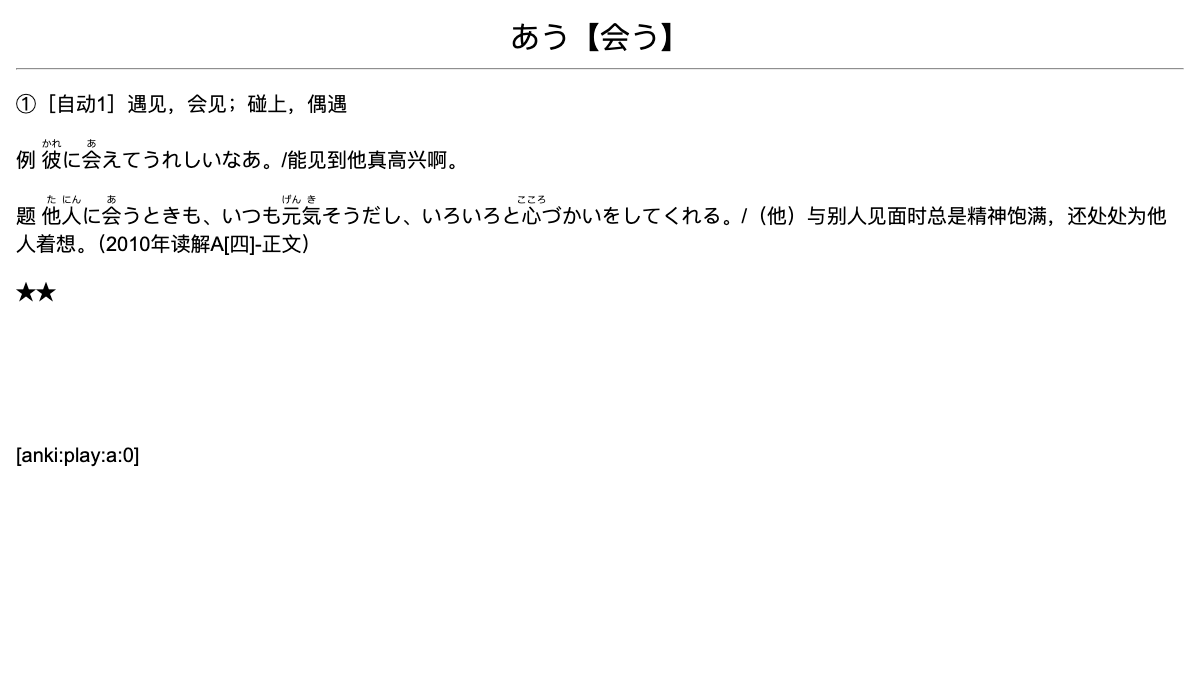 あう【会う】
①［自动1］遇见，会见；碰上，偶遇
かれ あ
例 彼に会えてうれしいなあ。/能见到他真高兴啊。
た にん あ げん き こころ
题 他人に会うときも、いつも元気そうだし、いろいろと心づかいをしてくれる。/（他）与别人见面时总是精神饱满，还处处为他
人着想。（2010年读解A[四]-正文）
★★
[anki:play:a:0]